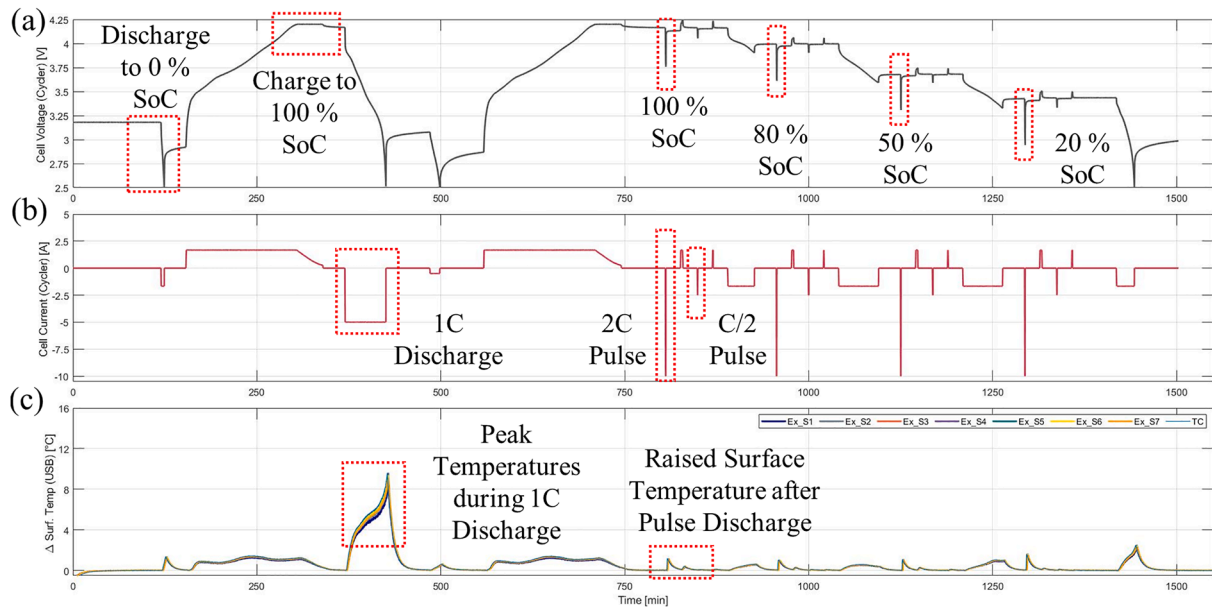 (a)
Cell Voltage (Cycler) [V]
4.25
4
3.75
3.5
3.25
3
2.75
2.5
Discharge
to 0 %
SoC
Charge to
100 %
SoC
100 %
SoC
80 %
SoC
50 %
SoC
20 %
SoC
0
250
500
750
1000
1250
1500
(b)
Cell Current (Cycler) [A]
5
2.5
0
-2.5
-5
-7.5
-10
1C
Discharge
2C
Pulse
C/2
Pulse
0
250
500
750
1000
1250
1500
(c)
Δ Surf. Temp (USB) [°C]
16
12
8
4
0
Ex_S1
Ex_S2
Ex_S3
Ex_S4
Ex_S5
Ex_S6
Ex_S7
TC
Peak
Temperatures
during 1C
Discharge
Raised Surface
Temperature after
Pulse Discharge
0
250
500
750
1000
1250
1500
Time [min]